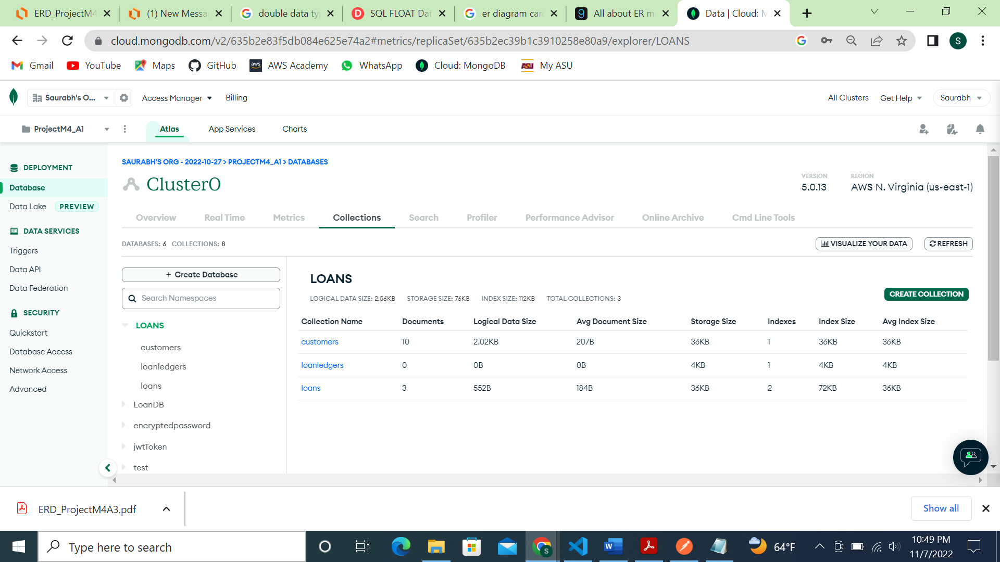 ERD_ProjectM4
(1) New Messa
double data ty
SQL FLOAT Dat
er diagram car
All about ER m
Data | Cloud: M
cloud.mongodb.com/v2/635b2e83f5db084e625e74a2#metrics/replicaSet/635b2ec39b1c3910258e80a9/explorer/LOANS
S
Gmail
YouTube
Maps
GitHub
aws
AWS Academy
WhatsApp
Cloud: MongoDB
ASU
My ASU
Saurabh's O...
Access Manager
Billing
All Clusters
Get Help
Saurabh
ProjectM4_A1
Atlas
App Services
Charts
DEPLOYMENT
Database
Data Lake
PREVIEW
DATA SERVICES
Triggers
Data API
Data Federation
SECURITY
Quickstart
Database Access
Network Access
Advanced
SAURABH'S ORG - 2022-10-27 > PROJECTM4_A1 > DATABASES
Cluster0
VERSION
5.0.13
REGION
AWS N. Virginia (us-east-1)
Overview
Real Time
Metrics
Collections
Search
Profiler
Performance Advisor
Online Archive
Cmd Line Tools
DATABASES: 6 COLLECTIONS: 8
VISUALIZE YOUR DATA
REFRESH
+ Create Database
Search Namespaces
LOANS
customers
loanledgers
loans
LoanDB
encryptedpassword
jwtToken
test
LOANS
LOGICAL DATA SIZE: 2.56KB STORAGE SIZE: 76KB INDEX SIZE: 112KB TOTAL COLLECTIONS: 3
CREATE COLLECTION
Collection Name Documents Logical Data Size Avg Document Size Storage Size Indexes Index Size Avg Index Size
customers 10 2.02KB 207B 36KB 1 36KB 36KB
loanledgers 0 0B 0B 4KB 1 4KB 4KB
loans 3 552B 184B 36KB 2 72KB 36KB
ERD_ProjectM4A3.pdf
Show all
Type here to search
S
W
64°F
10:49 PM
11/7/2022